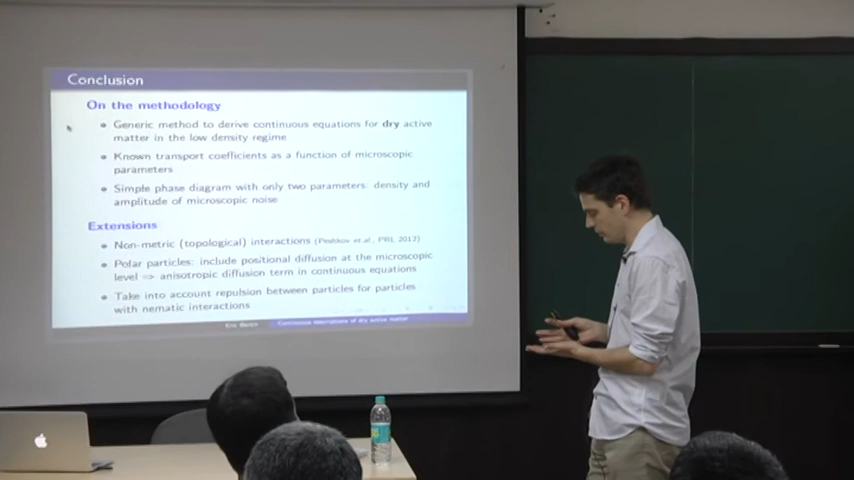 Conclusion
On the methodology
Generic method to derive continuous equations for dry active
matter in the low density regime
Known transport coefficients as a function of microscopic
parameters
Simple phase diagram with only two parameters: density and
amplitude of microscopic noise
Extensions
Non-metric (topological) interactions (Peshkov et al., PRL 2012)
Polar particles: include positional diffusion at the microscopic
level ⟹ anisotropic diffusion term in continuous equations
Take into account repulsion between particles for particles
with nematic interactions
Eric Bertin Continuous descriptions of dry active matter